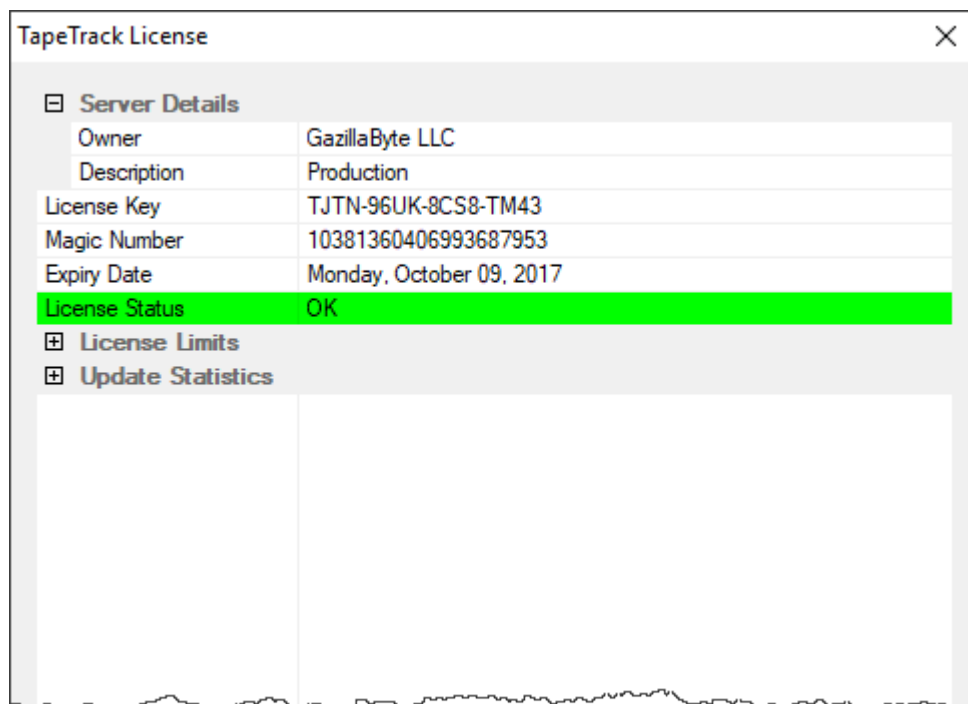 TapeTrack License
Server Details
Owner GazillaByte LLC
Description Production
License Key TJTN-96UK-8CS8-TM43
Magic Number 10381360406993687953
Expiry Date Monday, October 09, 2017
License Status OK
License Limits
Update Statistics